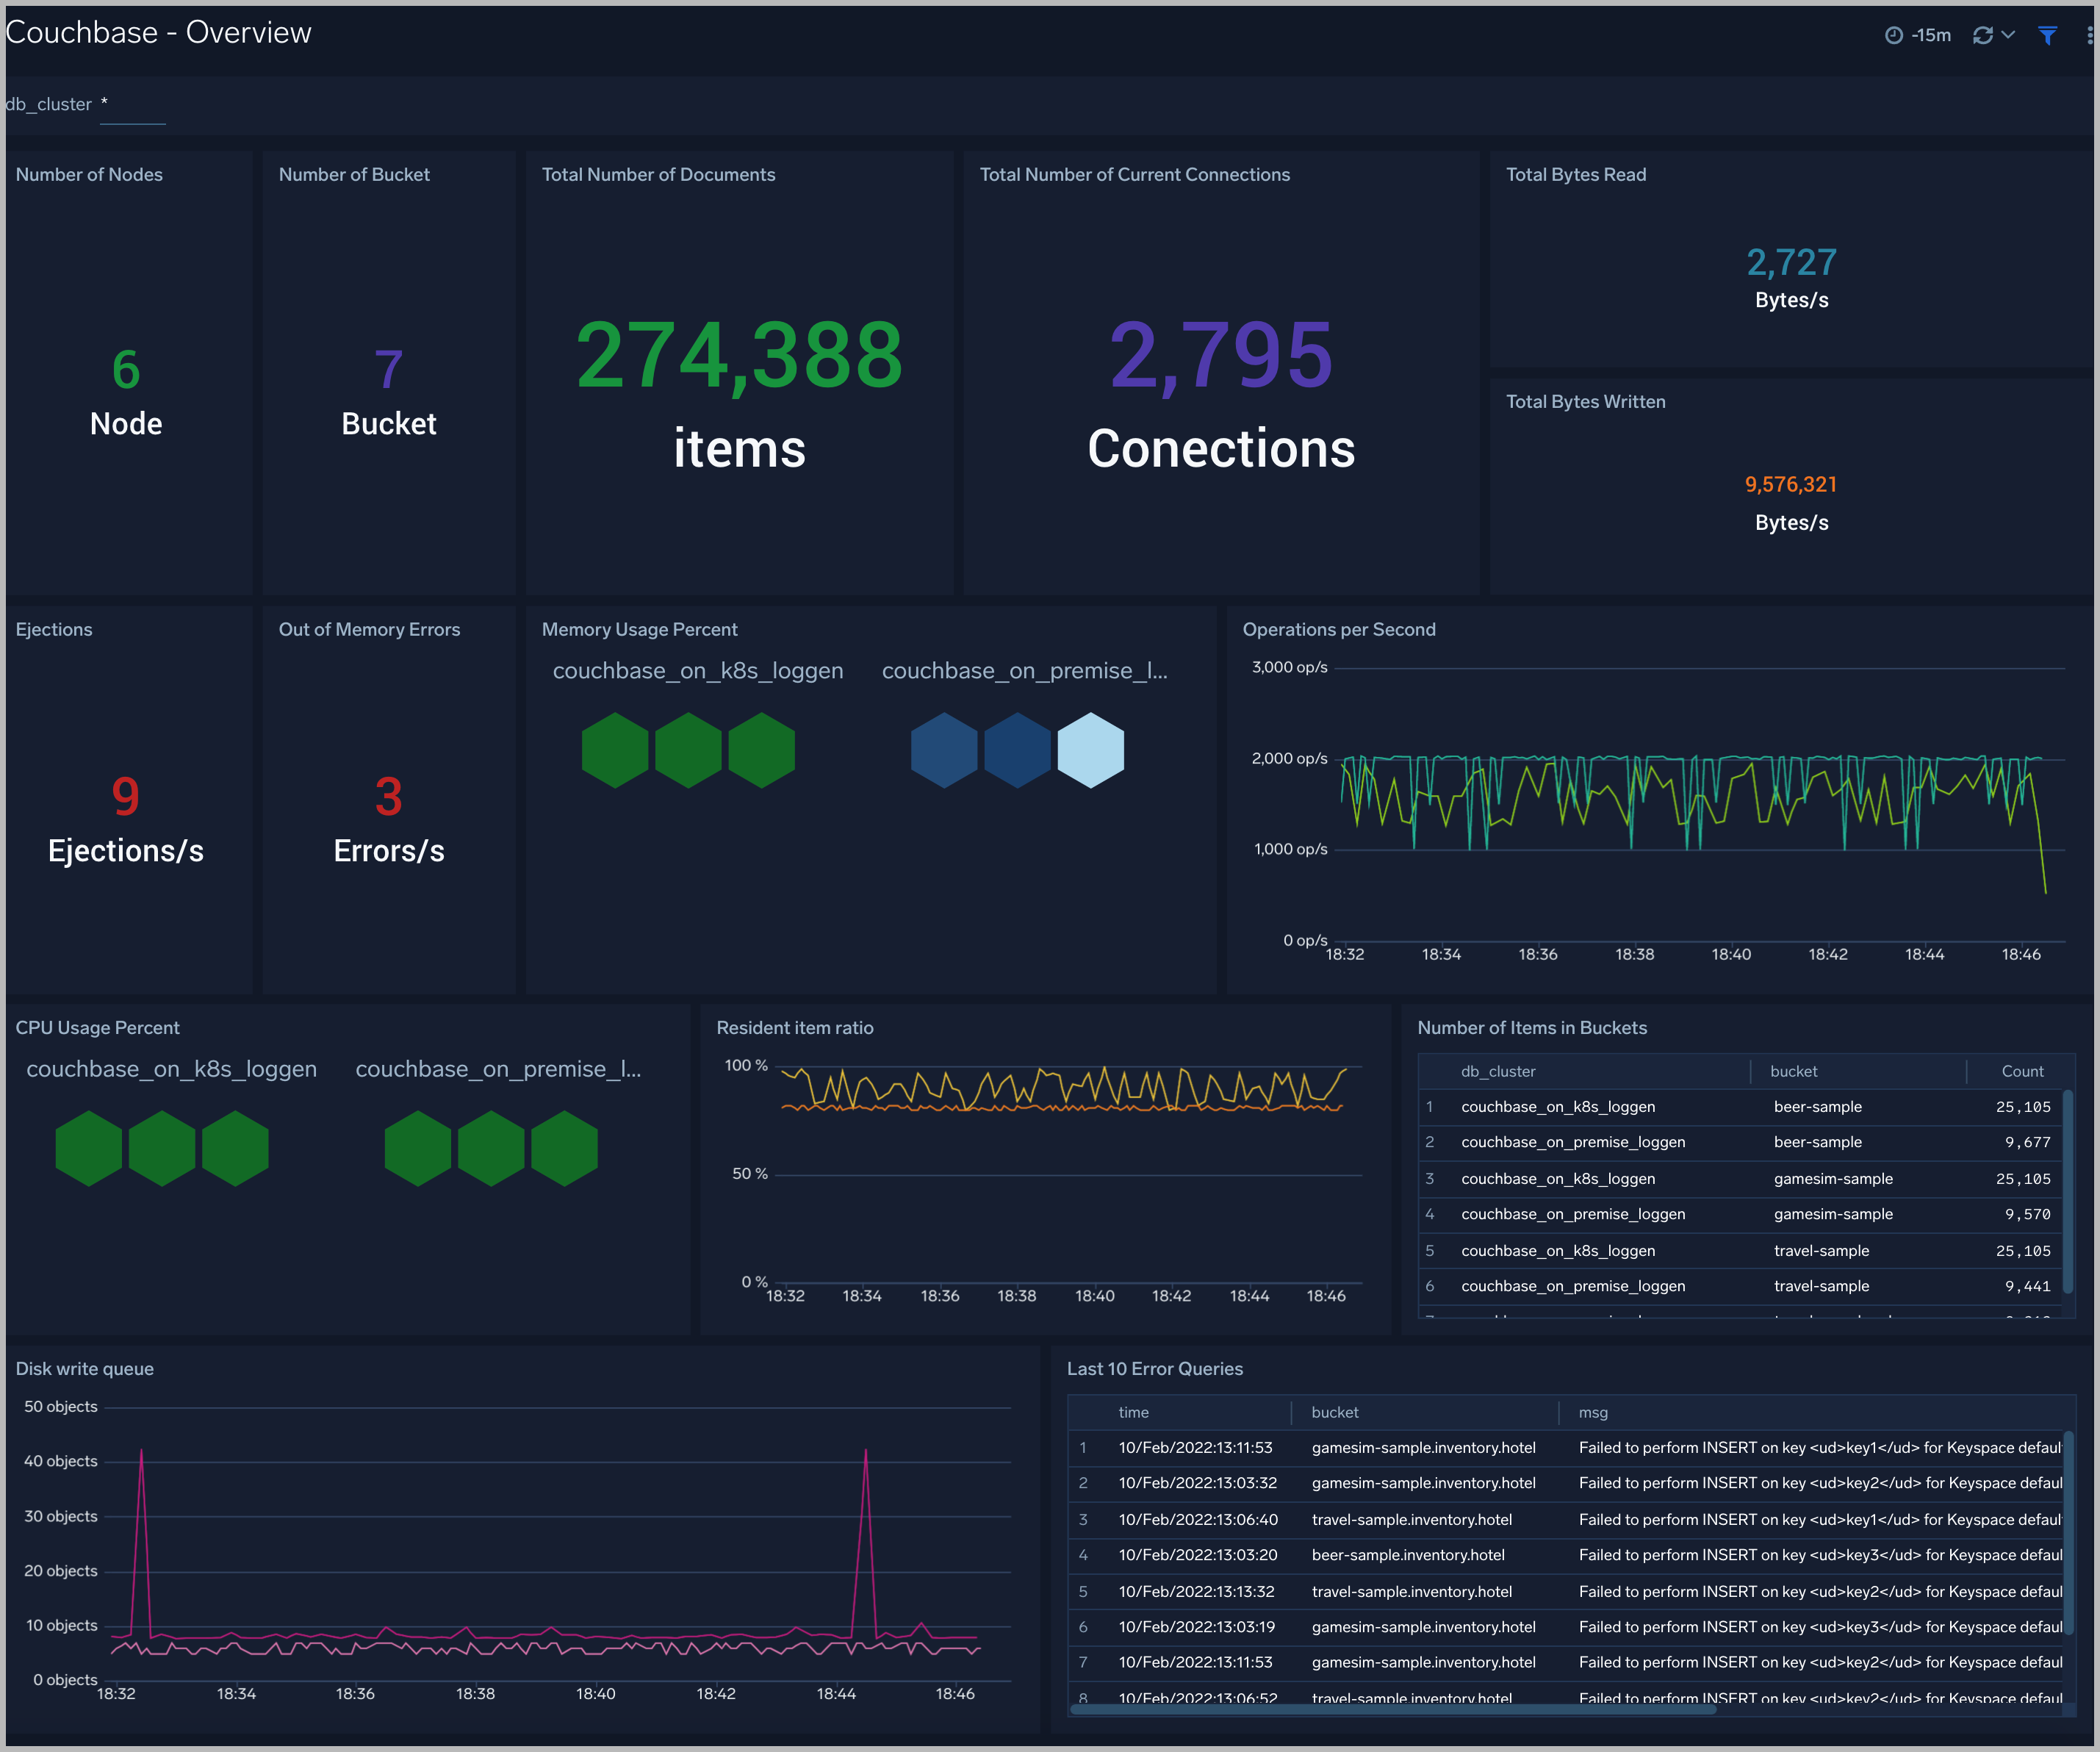 Couchbase - Overview
-15m
db_cluster *
Number of Nodes
6
Node
Number of Bucket
7
Bucket
Total Number of Documents
274,388
items
Total Number of Current Connections
2,795
Conections
Total Bytes Read
2,727
Bytes/s
Total Bytes Written
9,576,321
Bytes/s
Ejections
9
Ejections/s
Out of Memory Errors
3
Errors/s
Memory Usage Percent
couchbase_on_k8s_loggen couchbase_on_premise_l...
Operations per Second
3,000 op/s
2,000 op/s
1,000 op/s
0 op/s
18:32 18:34 18:36 18:38 18:40 18:42 18:44 18:46
CPU Usage Percent
couchbase_on_k8s_loggen couchbase_on_premise_l...
Resident item ratio
100 %
50 %
0 %
18:32 18:34 18:36 18:38 18:40 18:42 18:44 18:46
Number of Items in Buckets
db_cluster bucket Count
1 couchbase_on_k8s_loggen beer-sample 25,105
2 couchbase_on_premise_loggen beer-sample 9,677
3 couchbase_on_k8s_loggen gamesim-sample 25,105
4 couchbase_on_premise_loggen gamesim-sample 9,570
5 couchbase_on_k8s_loggen travel-sample 25,105
6 couchbase_on_premise_loggen travel-sample 9,441
Disk write queue
50 objects
40 objects
30 objects
20 objects
10 objects
0 objects
18:32 18:34 18:36 18:38 18:40 18:42 18:44 18:46
Last 10 Error Queries
time bucket msg
1 10/Feb/2022:13:11:53 gamesim-sample.inventory.hotel Failed to perform INSERT on key <ud>key1</ud> for Keyspace defaul
2 10/Feb/2022:13:03:32 gamesim-sample.inventory.hotel Failed to perform INSERT on key <ud>key2</ud> for Keyspace defaul
3 10/Feb/2022:13:06:40 travel-sample.inventory.hotel Failed to perform INSERT on key <ud>key1</ud> for Keyspace defaul
4 10/Feb/2022:13:03:20 beer-sample.inventory.hotel Failed to perform INSERT on key <ud>key3</ud> for Keyspace defaul
5 10/Feb/2022:13:13:32 travel-sample.inventory.hotel Failed to perform INSERT on key <ud>key2</ud> for Keyspace defaul
6 10/Feb/2022:13:03:19 gamesim-sample.inventory.hotel Failed to perform INSERT on key <ud>key3</ud> for Keyspace defaul
7 10/Feb/2022:13:11:53 gamesim-sample.inventory.hotel Failed to perform INSERT on key <ud>key2</ud> for Keyspace defaul
8 10/Feb/2022:13:06:52 travel-sample.inventory.hotel Failed to perform INSERT on key <ud>key2</ud> for Keyspace defaul